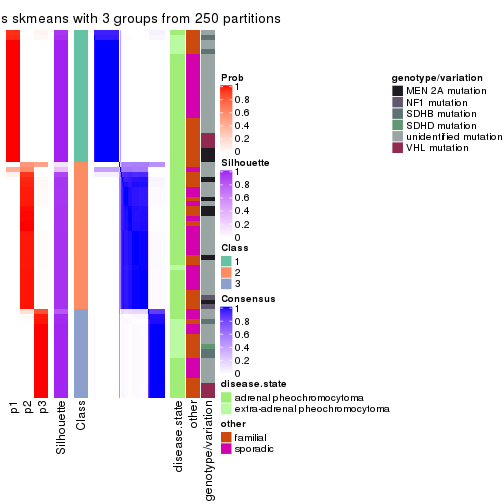 s skmeans with 3 groups from 250 partitions
Prob
1
0.8
0.6
0.4
0.2
0
Silhouette
1
0.8
0.6
0.4
0.2
0
Class
1
2
3
Consensus
1
0.8
0.6
0.4
0.2
0
disease.state
adrenal pheochromocytoma
extra-adrenal pheochromocytoma
other
familial
sporadic
genotype/variation
MEN 2A mutation
NF1 mutation
SDHB mutation
SDHD mutation
unidentified mutation
VHL mutation
p1
p2
p3
Silhouette
Class
disease.state
other
genotype/variation